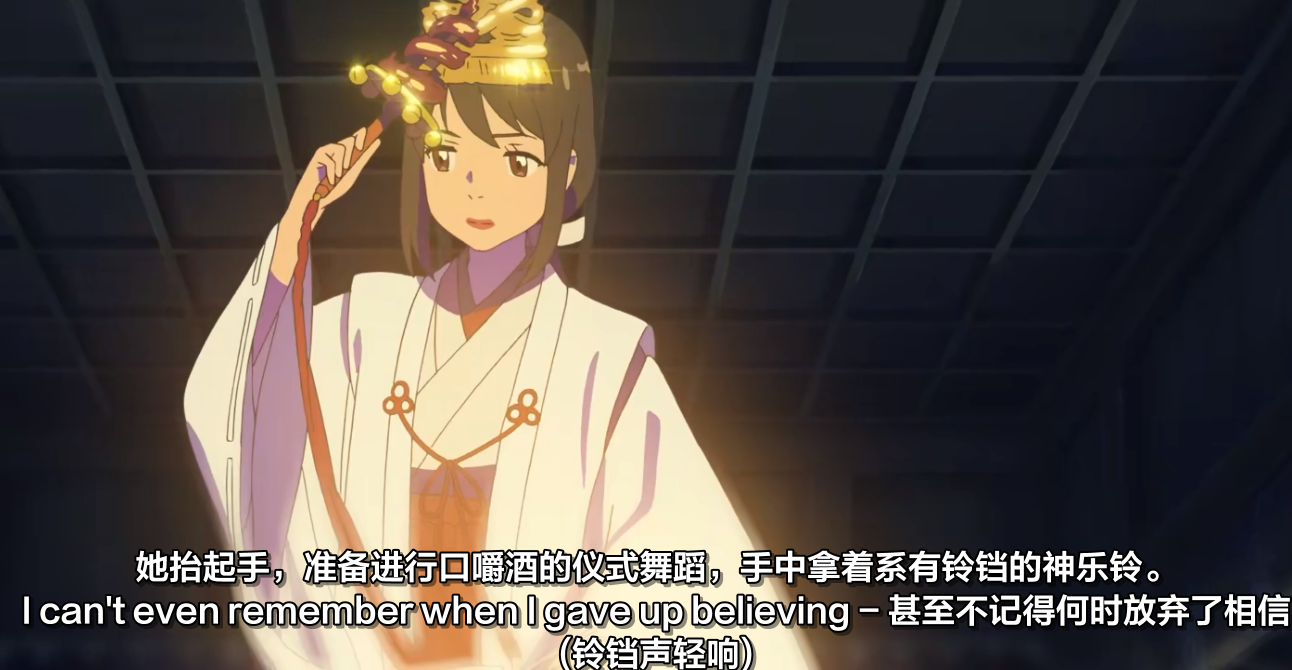 她抬起手，准备进行口嚼酒的仪式舞蹈，手中拿着系有铃铛的神乐铃。
I can't even remember when I gave up believing – 甚至不记得何时放弃了相信
（铃铛声轻响）